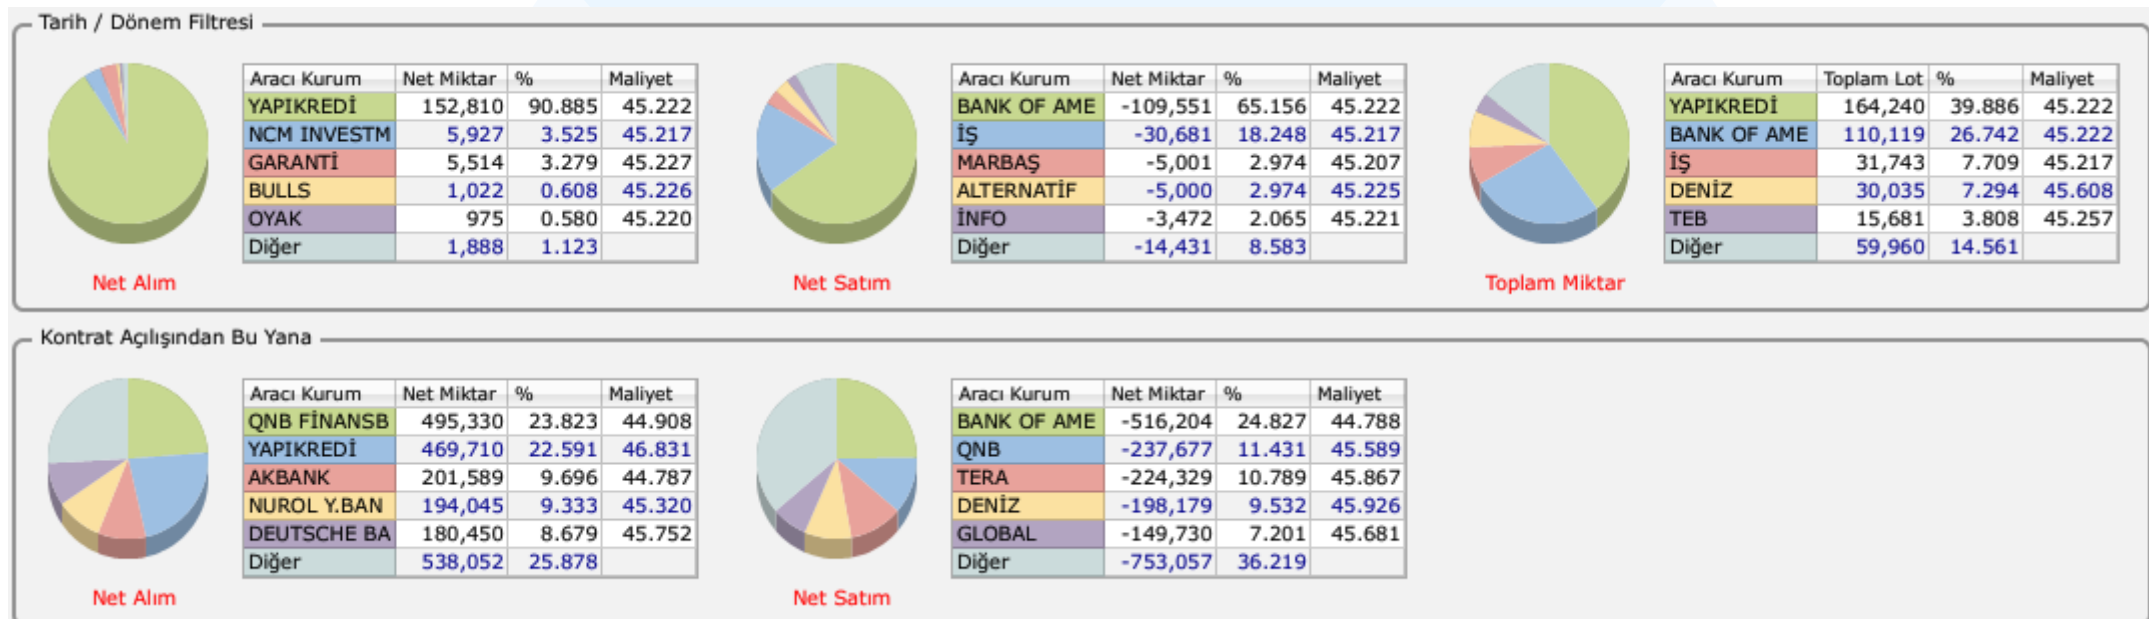 Tarih / Dönem Filtresi
Aracı Kurum Net Miktar % Maliyet
YAPIKREDİ 152,810 90.885 45.222
NCM INVESTM 5,927 3.525 45.217
GARANTİ 5,514 3.279 45.227
BULLS 1,022 0.608 45.226
OYAK 975 0.580 45.220
Diğer 1,888 1.123
Net Alım
Aracı Kurum Net Miktar % Maliyet
BANK OF AME -109,551 65.156 45.222
İŞ -30,681 18.248 45.217
MARBAŞ -5,001 2.974 45.207
ALTERNATİF -5,000 2.974 45.225
İNFO -3,472 2.065 45.221
Diğer -14,431 8.583
Net Satım
Aracı Kurum Toplam Lot % Maliyet
YAPIKREDİ 164,240 39.886 45.222
BANK OF AME 110,119 26.742 45.222
İŞ 31,743 7.709 45.217
DENİZ 30,035 7.294 45.608
TEB 15,681 3.808 45.257
Diğer 59,960 14.561
Toplam Miktar
Kontrat Açılışından Bu Yana
Aracı Kurum Net Miktar % Maliyet
QNB FİNANSB 495,330 23.823 44.908
YAPIKREDİ 469,710 22.591 46.831
AKBANK 201,589 9.696 44.787
NUROL Y.BAN 194,045 9.333 45.320
DEUTSCHE BA 180,450 8.679 45.752
Diğer 538,052 25.878
Net Alım
Aracı Kurum Net Miktar % Maliyet
BANK OF AME -516,204 24.827 44.788
QNB -237,677 11.431 45.589
TERA -224,329 10.789 45.867
DENİZ -198,179 9.532 45.926
GLOBAL -149,730 7.201 45.681
Diğer -753,057 36.219
Net Satım